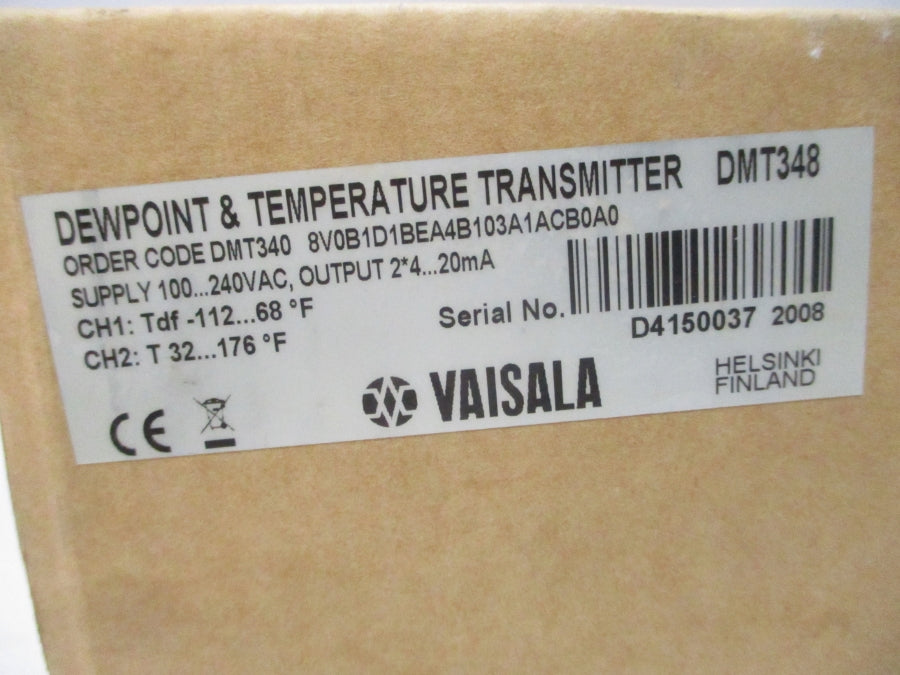 DEWPOINT & TEMPERATURE TRANSMITTER DMT348
ORDER CODE DMT340 8V0B1D1BEA4B103A1ACB0A0
SUPPLY 100...240VAC, OUTPUT 2*4...20mA
CH1: Tdf -112...68 °F
CH2: T 32...176 °F
Serial No.
D4150037 2008
CE
VAISALA
HELSINKI
FINLAND